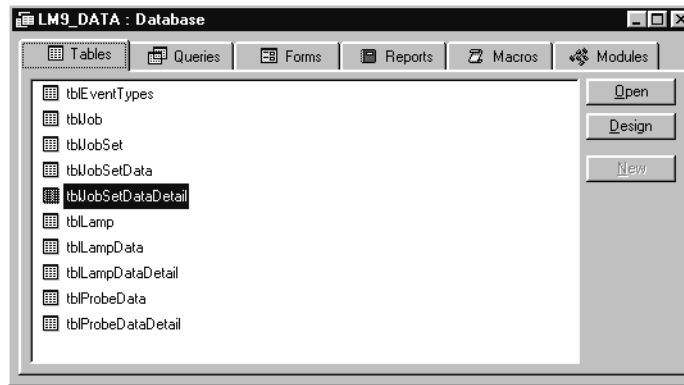 LM9_DATA : Database
Tables Queries Forms Reports Macros Modules
tblEventTypes
tblJob
tblJobSet
tblJobSetData
tblJobSetDataDetail
tblLamp
tblLampData
tblLampDataDetail
tblProbeData
tblProbeDataDetail
Open
Design
New